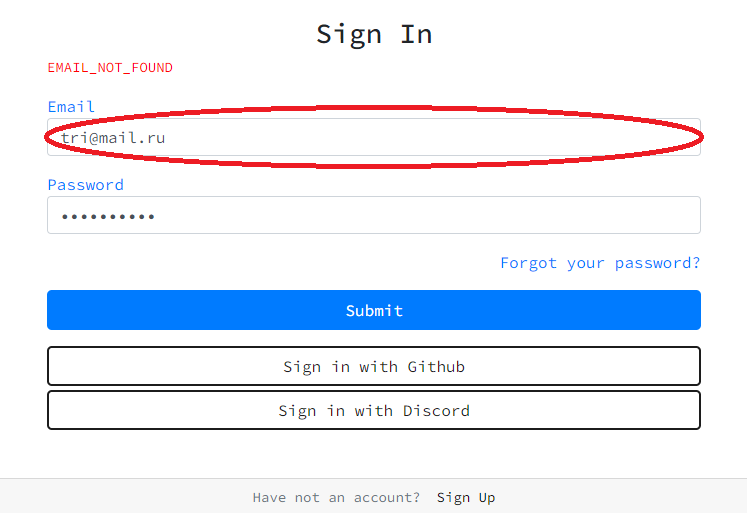 Sign In
EMAIL_NOT_FOUND
Email
tri@mail.ru
Password
••••••••••
Forgot your password?
Submit
Sign in with Github
Sign in with Discord
Have not an account? Sign Up